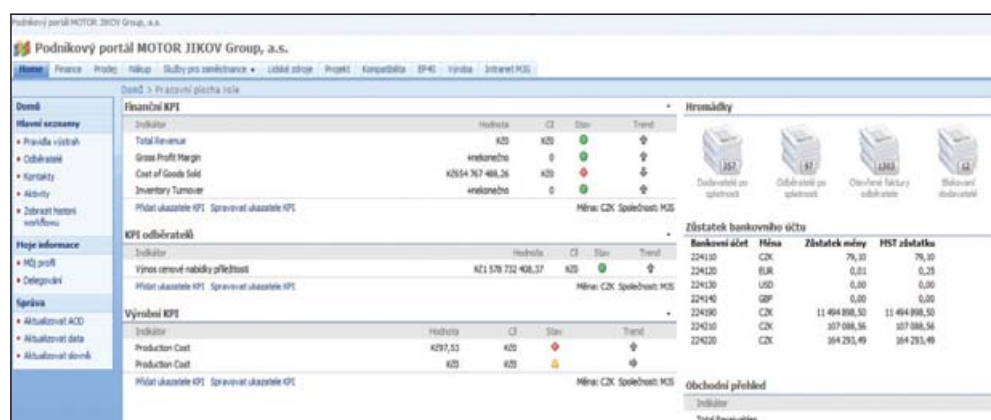 Podnikový portál MOTOR JIKOV Group, a.s.
Podnikový portál MOTOR JIKOV Group, a.s.
Home Finance Prodej Nákup Služby pro zaměstnance Lidské zdroje Projekt Kompatibilita EP4S Výroba Intranet MJG
Domů > Pracovní plocha role
Domů
Hlavní seznamy
Pravidla výstrah
Odběratelé
Kontakty
Aktivity
Zobrazit historii
workflowu
Moje informace
Můj profil
Delegování
Správa
Aktualizovat AOD
Aktualizovat data
Aktualizovat slovník
Finanční KPI
Indikátor Hodnota Cíl Stav Trend
Total Revenue Kč0 Kč0
Gross Profit Margin +nekonečno 0
Cost of Goods Sold Kč654 767 488,26 Kč0
Inventory Turnover +nekonečno 0
Přidat ukazatele KPI Spravovat ukazatele KPI Měna: CZK Společnost: MJS
KPI odběratelů
Indikátor Hodnota Cíl Stav Trend
Výnos cenové nabídky příležitosti Kč1 578 732 408,37 Kč0
Přidat ukazatele KPI Spravovat ukazatele KPI Měna: CZK Společnost: MJS
Výrobní KPI
Indikátor Hodnota Cíl Stav Trend
Production Cost Kč97,53 Kč0
Production Cost Kč0 Kč0
Přidat ukazatele KPI Spravovat ukazatele KPI Měna: CZK Společnost: MJS
Hromádky
357 97 1303 12
Dodavatelé po splatnosti
Odběratelé po splatnosti
Otevřené faktury odběratele
Blokovaní dodavatelé
Zůstatek bankovního účtu
Bankovní účet Měna Zůstatek měny MST zůstatku
224110 CZK 79,10 79,10
224120 EUR 0,01 0,25
224130 USD 0,00 0,00
224140 GBP 0,00 0,00
224190 CZK 11 494 898,50 11 494 898,50
224210 CZK 107 088,56 107 088,56
224220 CZK 164 293,49 164 293,49
Obchodní přehled
Indikátor
Total Receivables